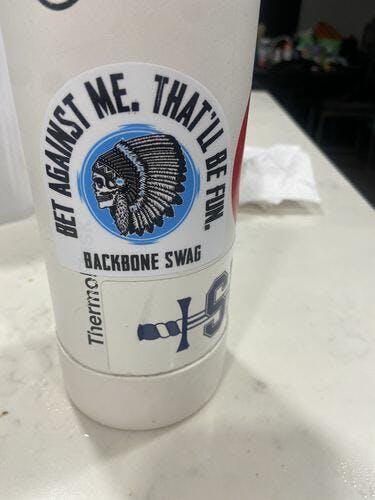 BET AGAINST ME. THAT'LL BE FUN.
BACKBONE SWAG
Thermo
S